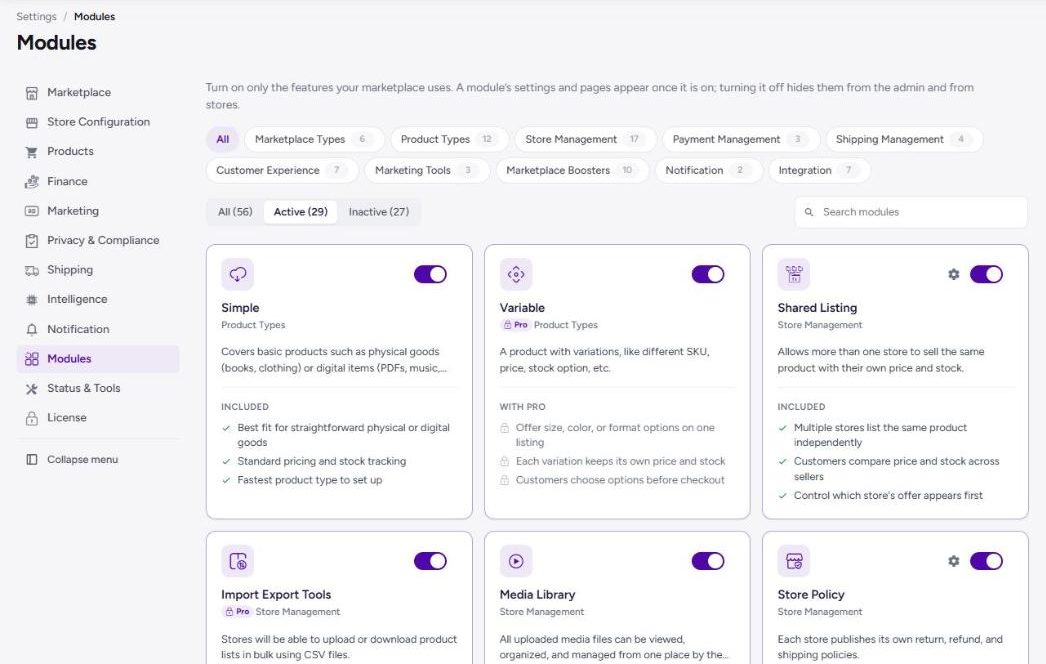 Settings / Modules
Modules
Marketplace
Store Configuration
Products
Finance
Marketing
Privacy & Compliance
Shipping
Intelligence
Notification
Modules
Status & Tools
License
Collapse menu
Turn on only the features your marketplace uses. A module's settings and pages appear once it is on; turning it off hides them from the admin and from
stores.
All Marketplace Types 6 Product Types 12 Store Management 17 Payment Management 3 Shipping Management 4
Customer Experience 7 Marketing Tools 3 Marketplace Boosters 10 Notification 2 Integration 7
All (56) Active (29) Inactive (27) Search modules
Simple
Product Types
Covers basic products such as physical goods
(books, clothing) or digital items (PDFs, music,...
INCLUDED
Best fit for straightforward physical or digital
goods
Standard pricing and stock tracking
Fastest product type to set up
Variable
Pro Product Types
A product with variations, like different SKU,
price, stock option, etc.
WITH PRO
Offer size, color, or format options on one
listing
Each variation keeps its own price and stock
Customers choose options before checkout
Shared Listing
Store Management
Allows more than one store to sell the same
product with their own price and stock.
INCLUDED
Multiple stores list the same product
independently
Customers compare price and stock across
sellers
Control which store's offer appears first
Import Export Tools
Pro Store Management
Stores will be able to upload or download product
lists in bulk using CSV files.
Media Library
Store Management
All uploaded media files can be viewed,
organized, and managed from one place by the...
Store Policy
Store Management
Each store publishes its own return, refund, and
shipping policies.